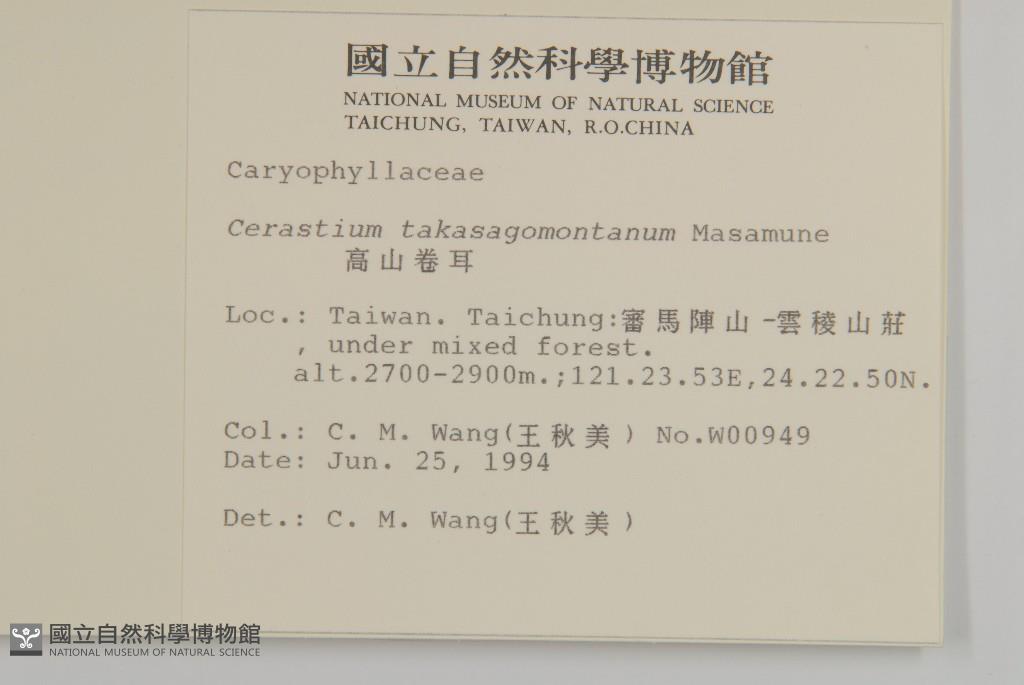 國立自然科學博物館
NATIONAL MUSEUM OF NATURAL SCIENCE
TAICHUNG, TAIWAN, R.O.CHINA
Caryophyllaceae
Cerastium takasagomontanum Masamune
高山卷耳
Loc.: Taiwan. Taichung:審馬陣山-雲稜山莊
, under mixed forest.
alt.2700-2900m.;121.23.53E,24.22.50N.
Col.: C. M. Wang(王秋美) No.W00949
Date: Jun. 25, 1994
Det.: C. M. Wang(王秋美)
國立自然科學博物館
NATIONAL MUSEUM OF NATURAL SCIENCE